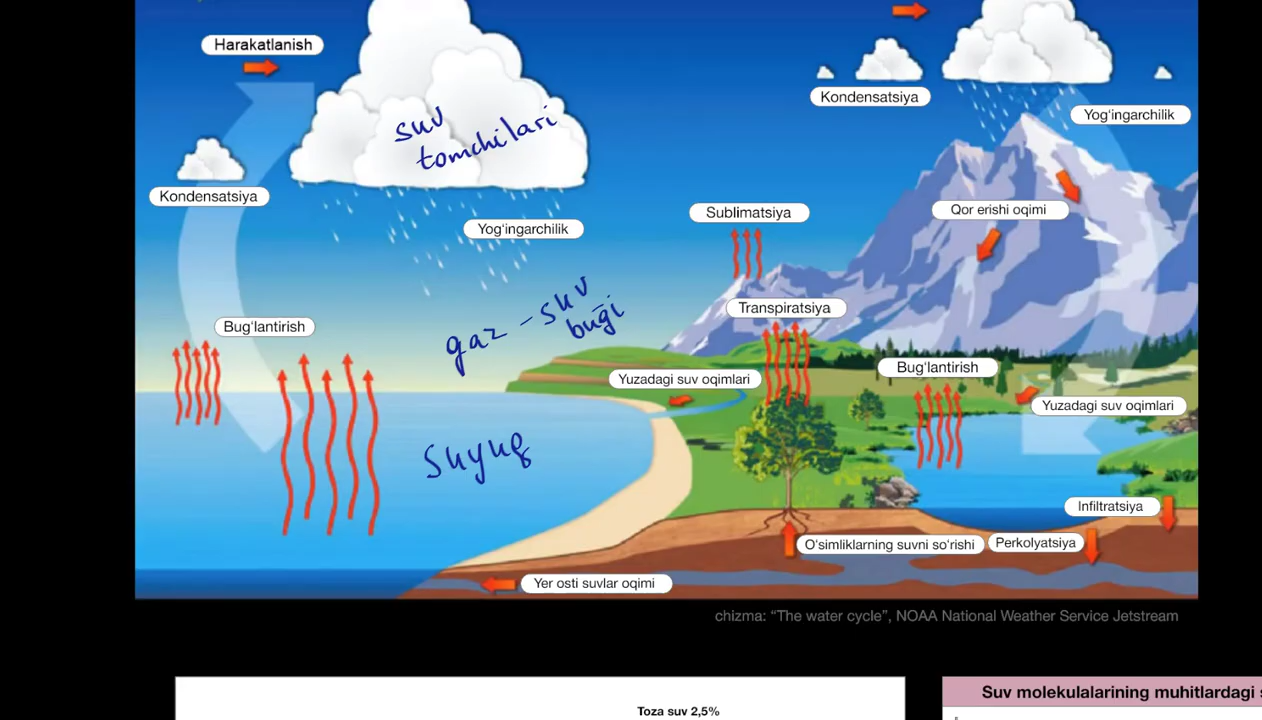 Harakatlanish
Kondensatsiya
Yog'ingarchilik
suv
tomchilari
Kondensatsiya
Yog'ingarchilik
Sublimatsiya
Qor erishi oqimi
gaz - suv
bug'i
Transpiratsiya
Bug'lantirish
Bug'lantirish
Yuzadagi suv oqimlari
Yuzadagi suv oqimlari
Suyuq
Infiltratsiya
O'simliklarning suvni so'rishi
Perkolyatsiya
Yer osti suvlar oqimi
chizma: “The water cycle”, NOAA National Weather Service Jetstream
Suv molekulalarining muhitlardagi
Toza suv 2,5%